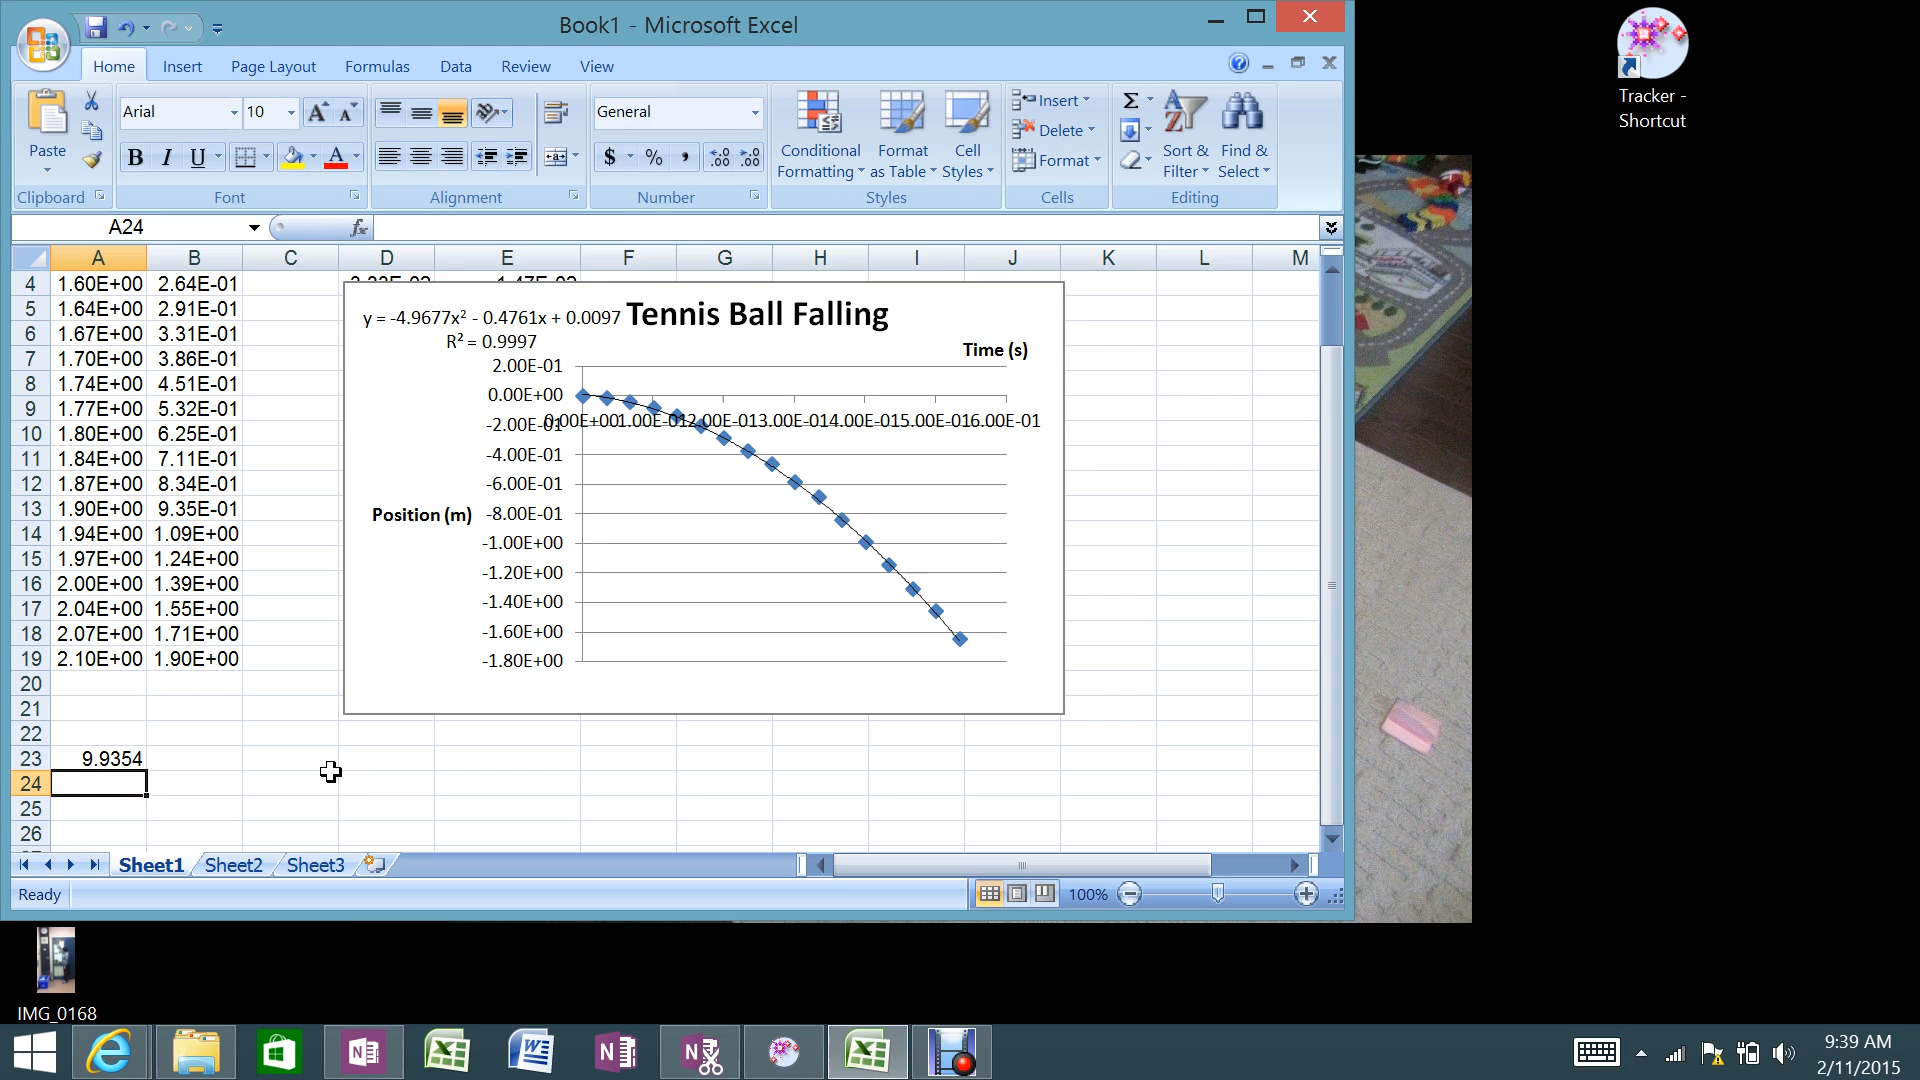 Book1 - Microsoft Excel
Home Insert Page Layout Formulas Data Review View
Arial 10 General
Paste
B I U
$ % , .00 .00
Conditional Formatting
Format as Table
Cell Styles
Insert
Delete
Format
Σ
Sort & Filter
Find & Select
Clipboard Font Alignment Number Styles Cells Editing
A24 fx
A B C D E F G H I J K L M
4 1.60E+00 2.64E-01
5 1.64E+00 2.91E-01
6 1.67E+00 3.31E-01
7 1.70E+00 3.86E-01
8 1.74E+00 4.51E-01
9 1.77E+00 5.32E-01
10 1.80E+00 6.25E-01
11 1.84E+00 7.11E-01
12 1.87E+00 8.34E-01
13 1.90E+00 9.35E-01
14 1.94E+00 1.09E+00
15 1.97E+00 1.24E+00
16 2.00E+00 1.39E+00
17 2.04E+00 1.55E+00
18 2.07E+00 1.71E+00
19 2.10E+00 1.90E+00
20
21
22
23 9.9354
24
25
26
Tennis Ball Falling
y = -4.9677x² - 0.4761x + 0.0097
R² = 0.9997
Time (s)
2.00E-01
0.00E+00
-2.00E-01
-4.00E-01
-6.00E-01
-8.00E-01
-1.00E+00
-1.20E+00
-1.40E+00
-1.60E+00
-1.80E+00
0.00E+00 1.00E-01 2.00E-01 3.00E-01 4.00E-01 5.00E-01 6.00E-01
Position (m)
Sheet1 Sheet2 Sheet3
Ready 100%
Tracker -
Shortcut
IMG_0168
9:39 AM
2/11/2015